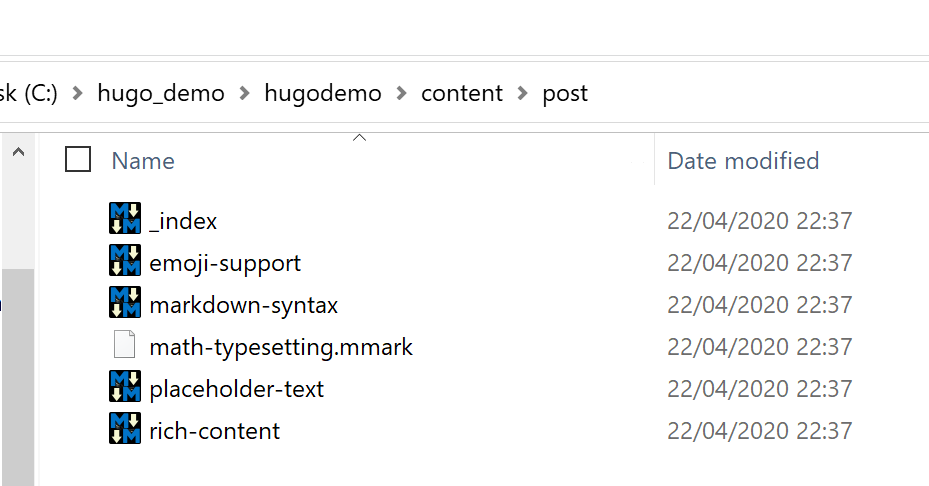 sk (C:) > hugo_demo > hugodemo > content > post
Name Date modified
_index 22/04/2020 22:37
emoji-support 22/04/2020 22:37
markdown-syntax 22/04/2020 22:37
math-typesetting.mmark 22/04/2020 22:37
placeholder-text 22/04/2020 22:37
rich-content 22/04/2020 22:37